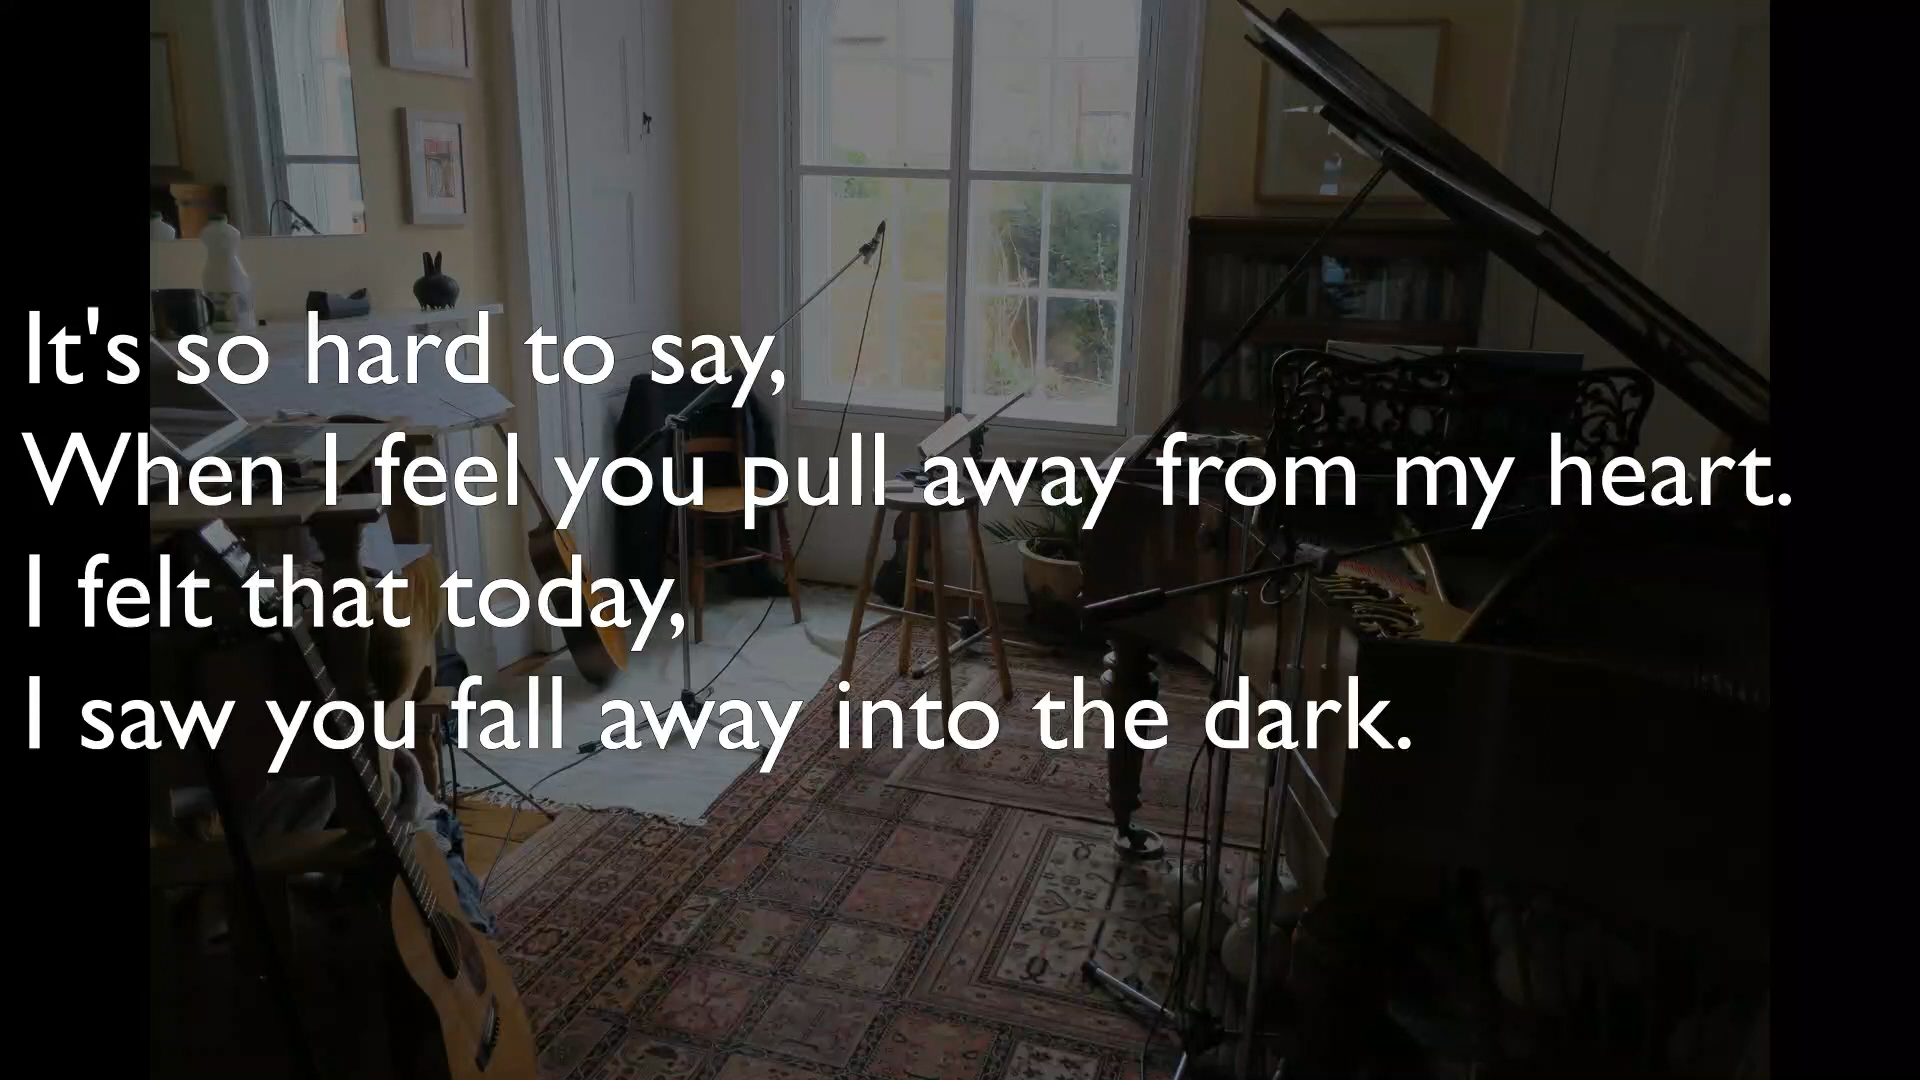 It's so hard to say,
When I feel you pull away from my heart.
I felt that today,
I saw you fall away into the dark.